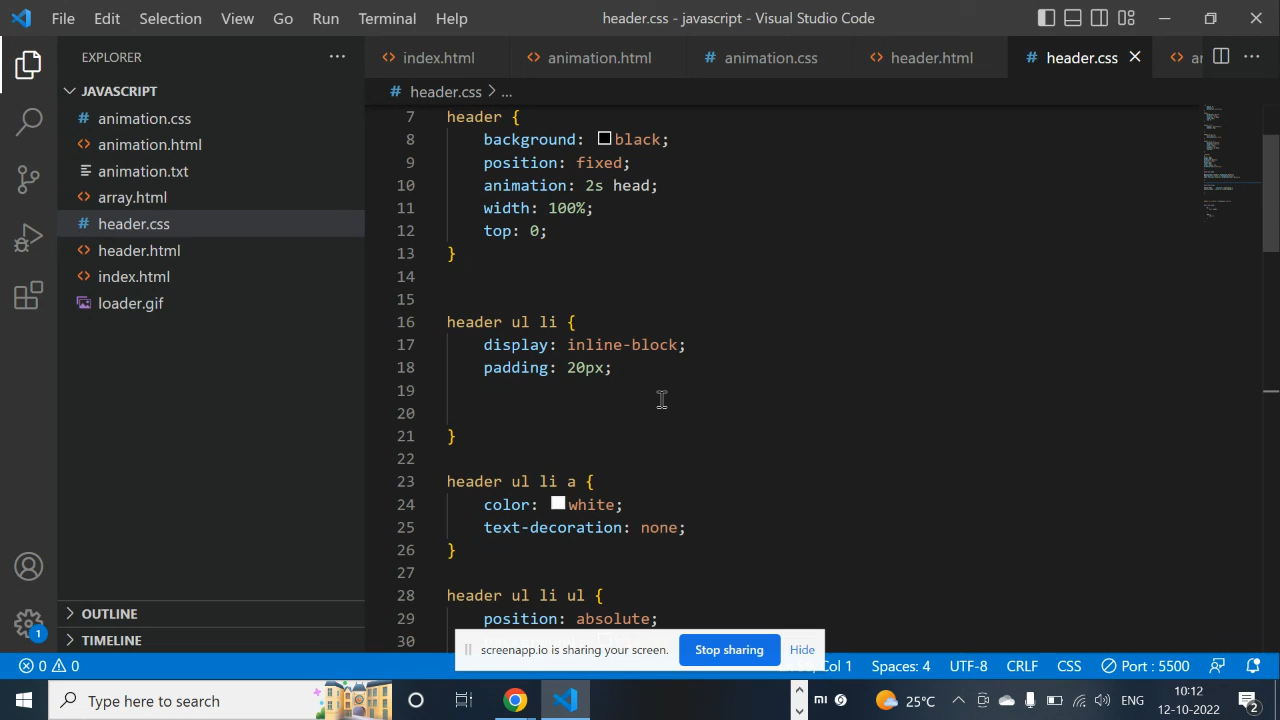 File Edit Selection View Go Run Terminal Help header.css - javascript - Visual Studio Code
EXPLORER
index.html animation.html animation.css header.html header.css
JAVASCRIPT
header.css > ...
animation.css
animation.html
animation.txt
array.html
header.css
header.html
index.html
loader.gif
7 header {
8 background: black;
9 position: fixed;
10 animation: 2s head;
11 width: 100%;
12 top: 0;
13 }
14
15
16 header ul li {
17 display: inline-block;
18 padding: 20px;
19
20
21 }
22
23 header ul li a {
24 color: white;
25 text-decoration: none;
26 }
27
28 header ul li ul {
29 position: absolute;
30
OUTLINE
TIMELINE
screenapp.io is sharing your screen. Stop sharing Hide
1
0 0 Col 1 Spaces: 4 UTF-8 CRLF CSS Port : 5500
Type here to search
mi 25°C ENG
10:12
12-10-2022
2